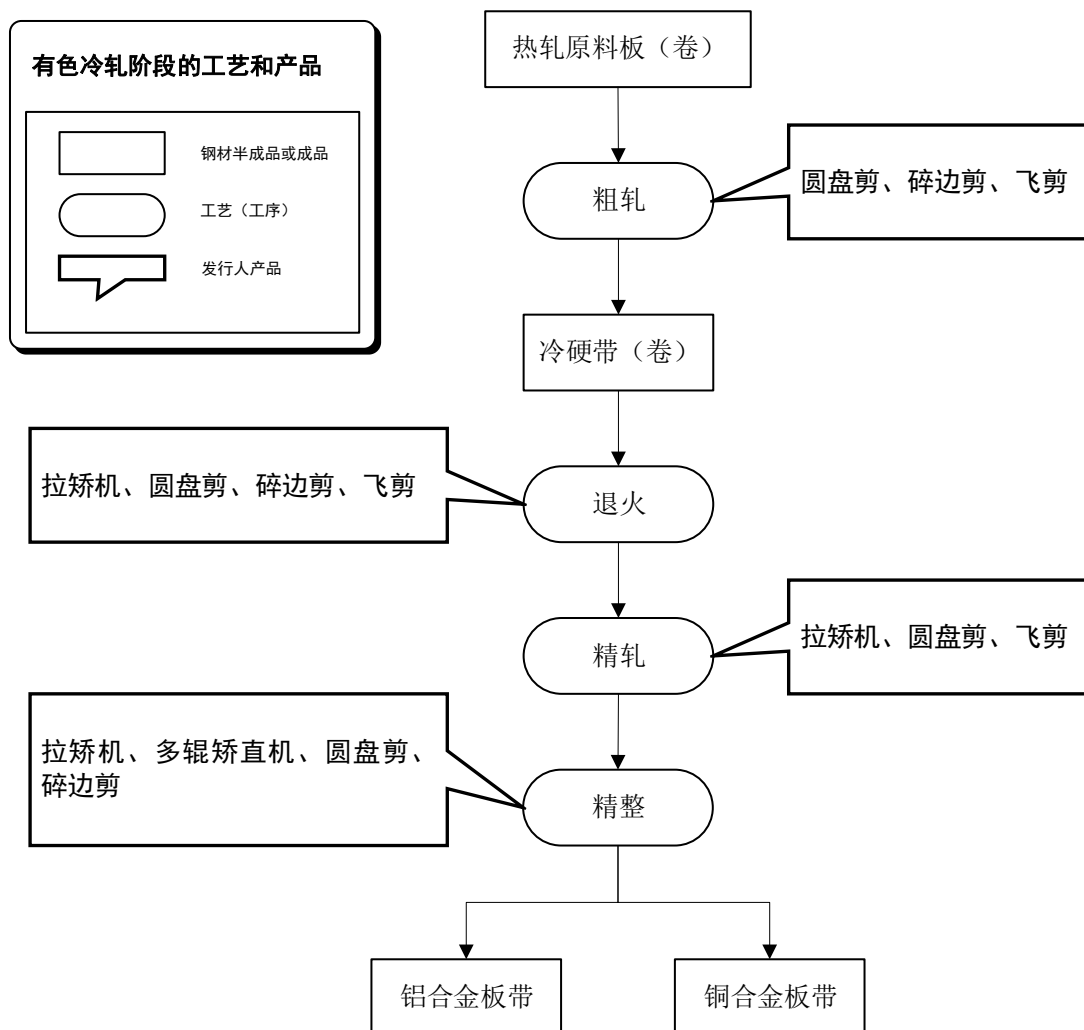 有色冷轧阶段的工艺和产品
钢材半成品或成品
工艺（工序）
发行人产品
热轧原料板（卷）
粗轧
圆盘剪、碎边剪、飞剪
冷硬带（卷）
拉矫机、圆盘剪、碎边剪、飞剪
退火
精轧
拉矫机、圆盘剪、飞剪
拉矫机、多辊矫直机、圆盘剪、
碎边剪
精整
铝合金板带
铜合金板带